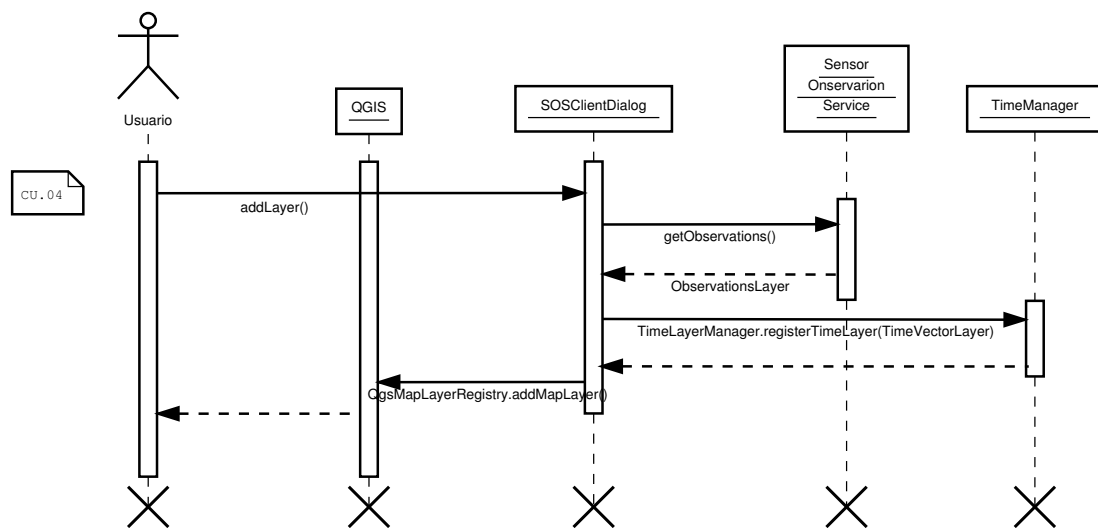 Usuario
QGIS
SOSClientDialog
Sensor
Onservarion
Service
TimeManager
CU.04
addLayer()
getObservations()
ObservationsLayer
TimeLayerManager.registerTimeLayer(TimeVectorLayer)
QgsMapLayerRegistry.addMapLayer()